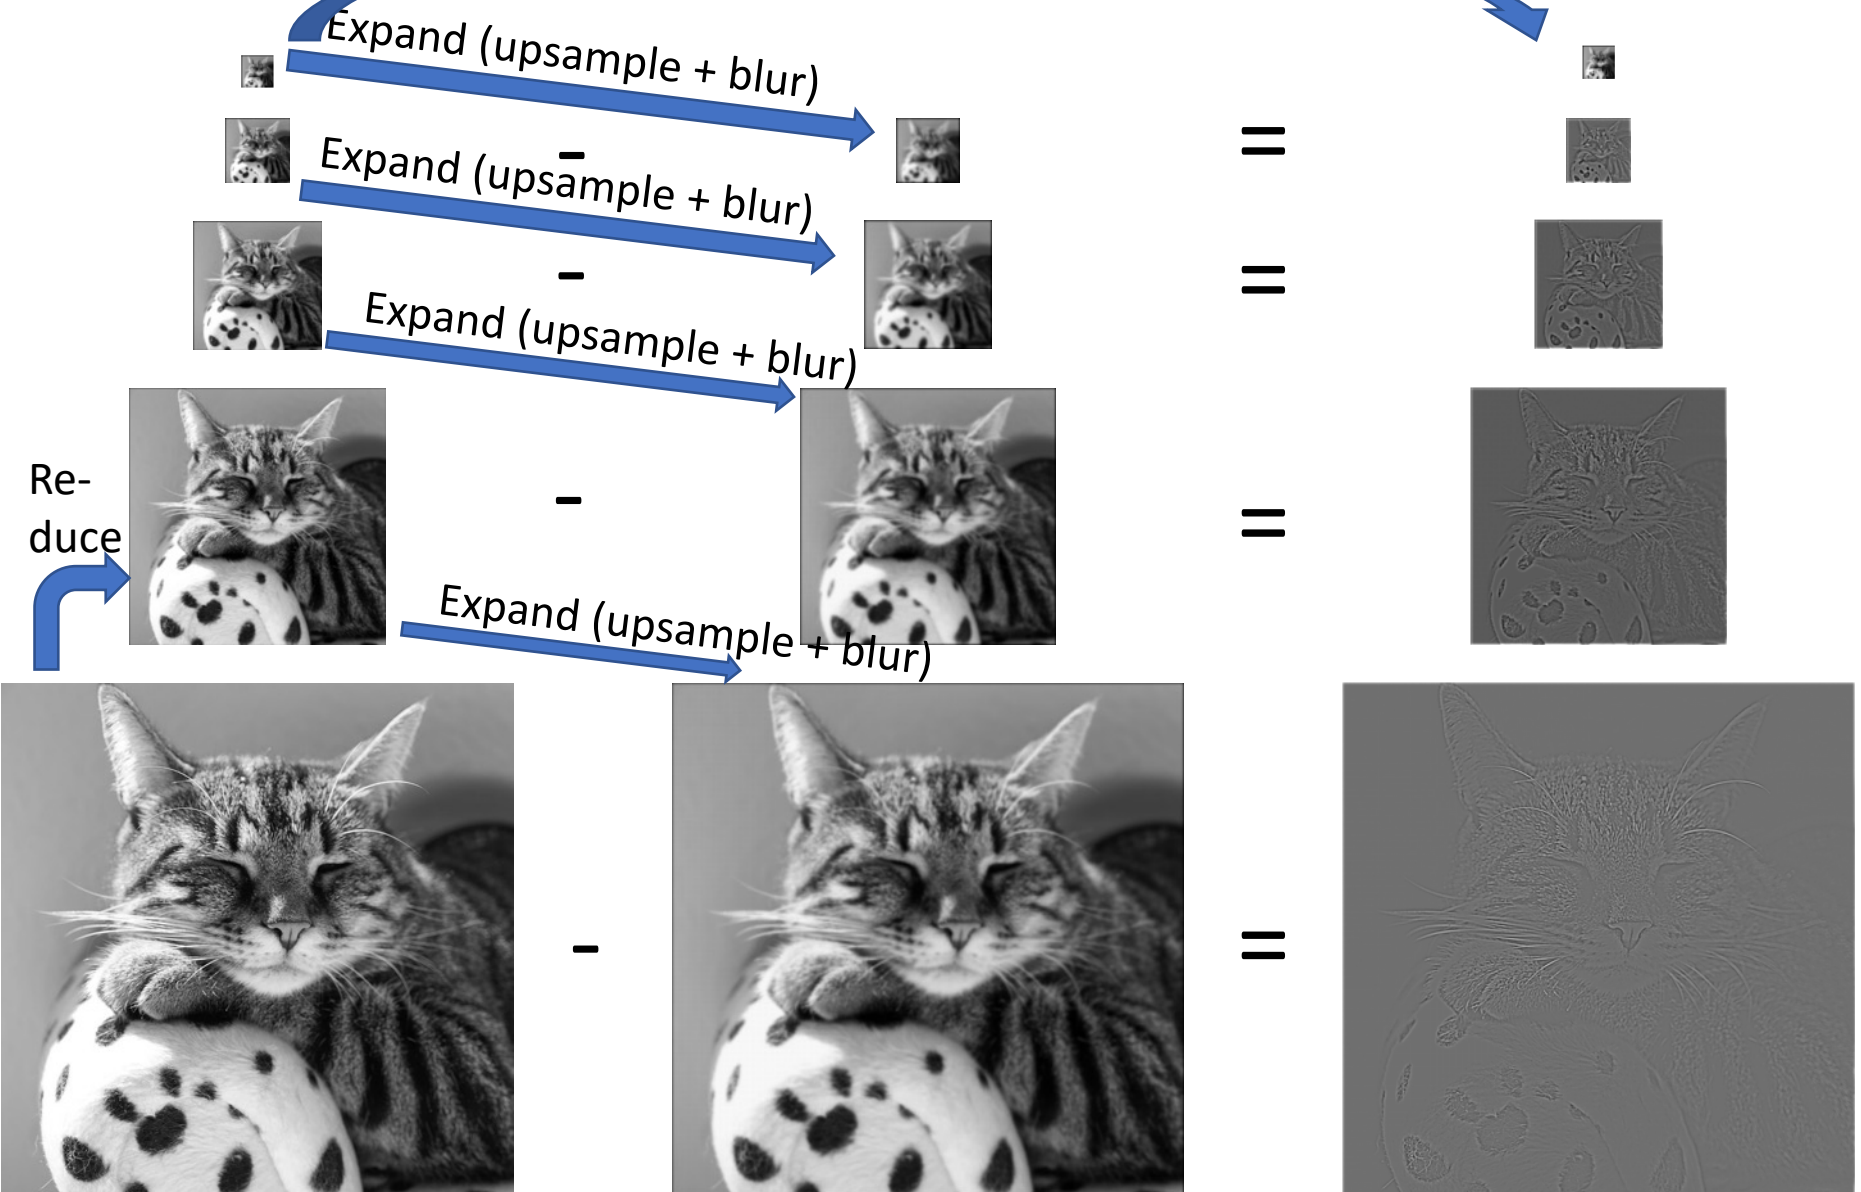 Expand (upsample + blur)
-
=
Expand (upsample + blur)
-
=
Expand (upsample + blur)
Re-
duce
-
=
Expand (upsample + blur)
-
=